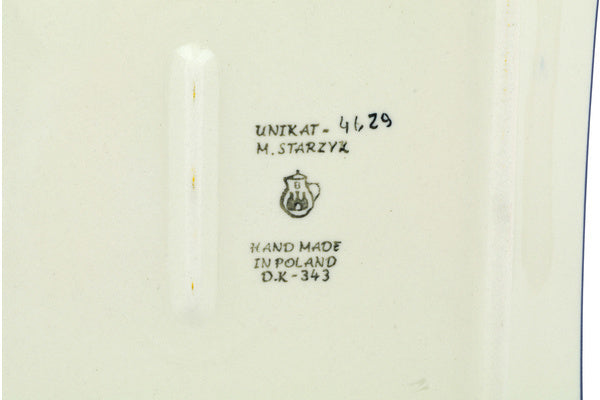 UNIKAT - 4629
M. STARZYK
B
HAND MADE
IN POLAND
D.K-343